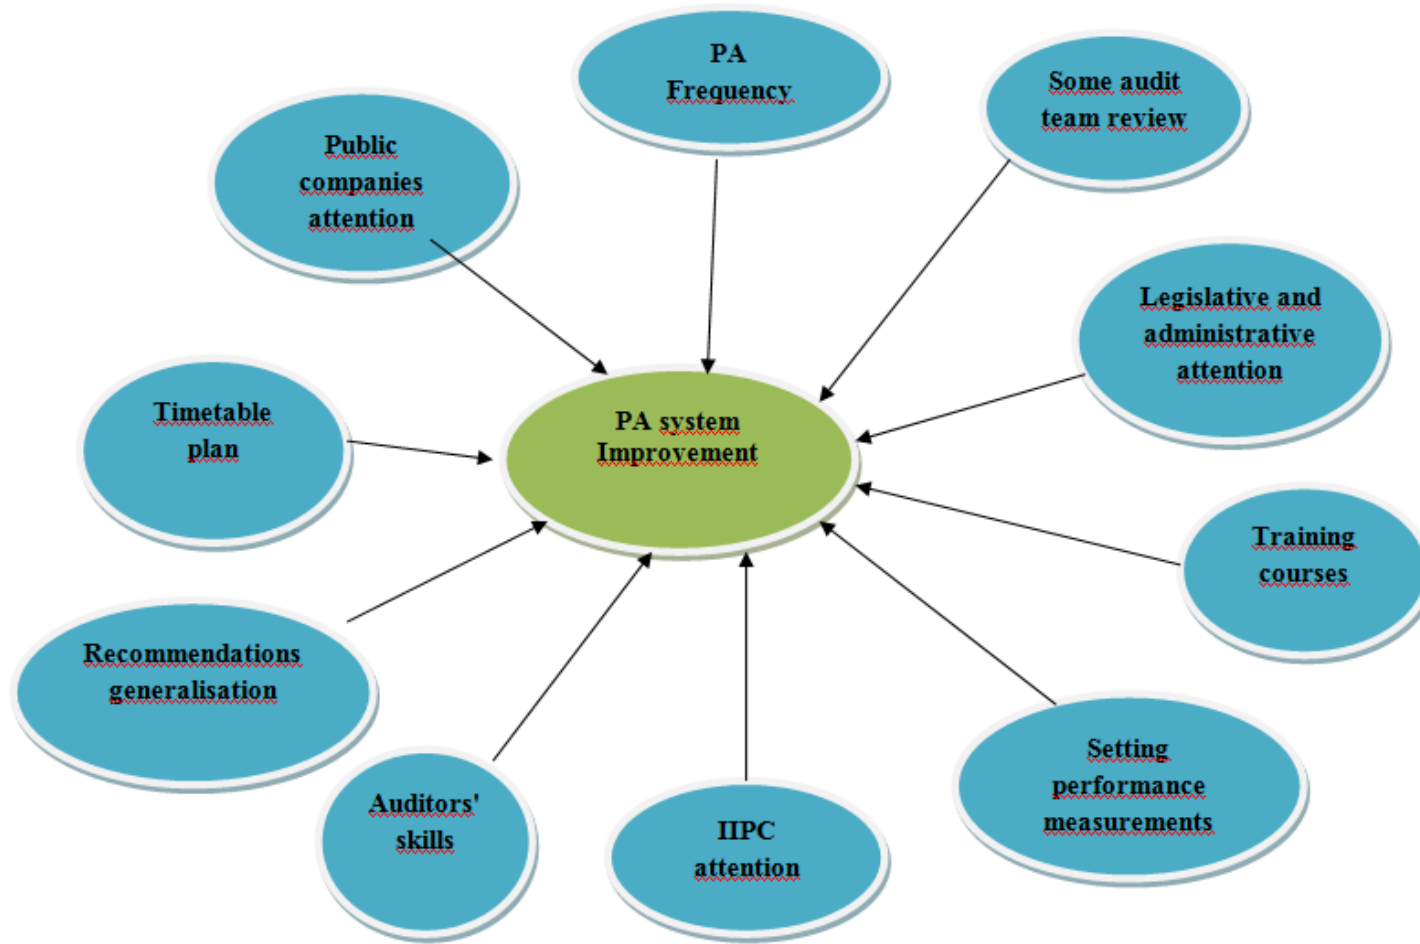 PA
Frequency
Some audit
team review
Public
companies
attention
Legislative and
administrative
attention
Timetable
plan
PA system
Improvement
Training
courses
Recommendations
generalisation
Setting
performance
measurements
Auditors'
skills
IIPC
attention